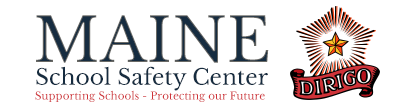 MAINE
School Safety Center
Supporting Schools - Protecting our Future
DIRIGO